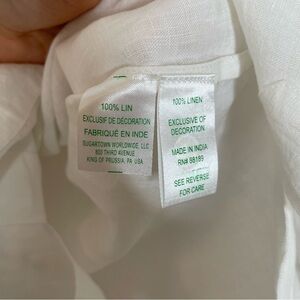 100% LIN
EXCLUSIF DE DÉCORATION
FABRIQUÉ EN INDE
SUGARTOWN WORLDWIDE, LLC
800 THIRD AVENUE
KING OF PRUSSIA, PA USA
100% LINEN
EXCLUSIVE OF
DECORATION
MADE IN INDIA
RN# 88189
SEE REVERSE
FOR CARE